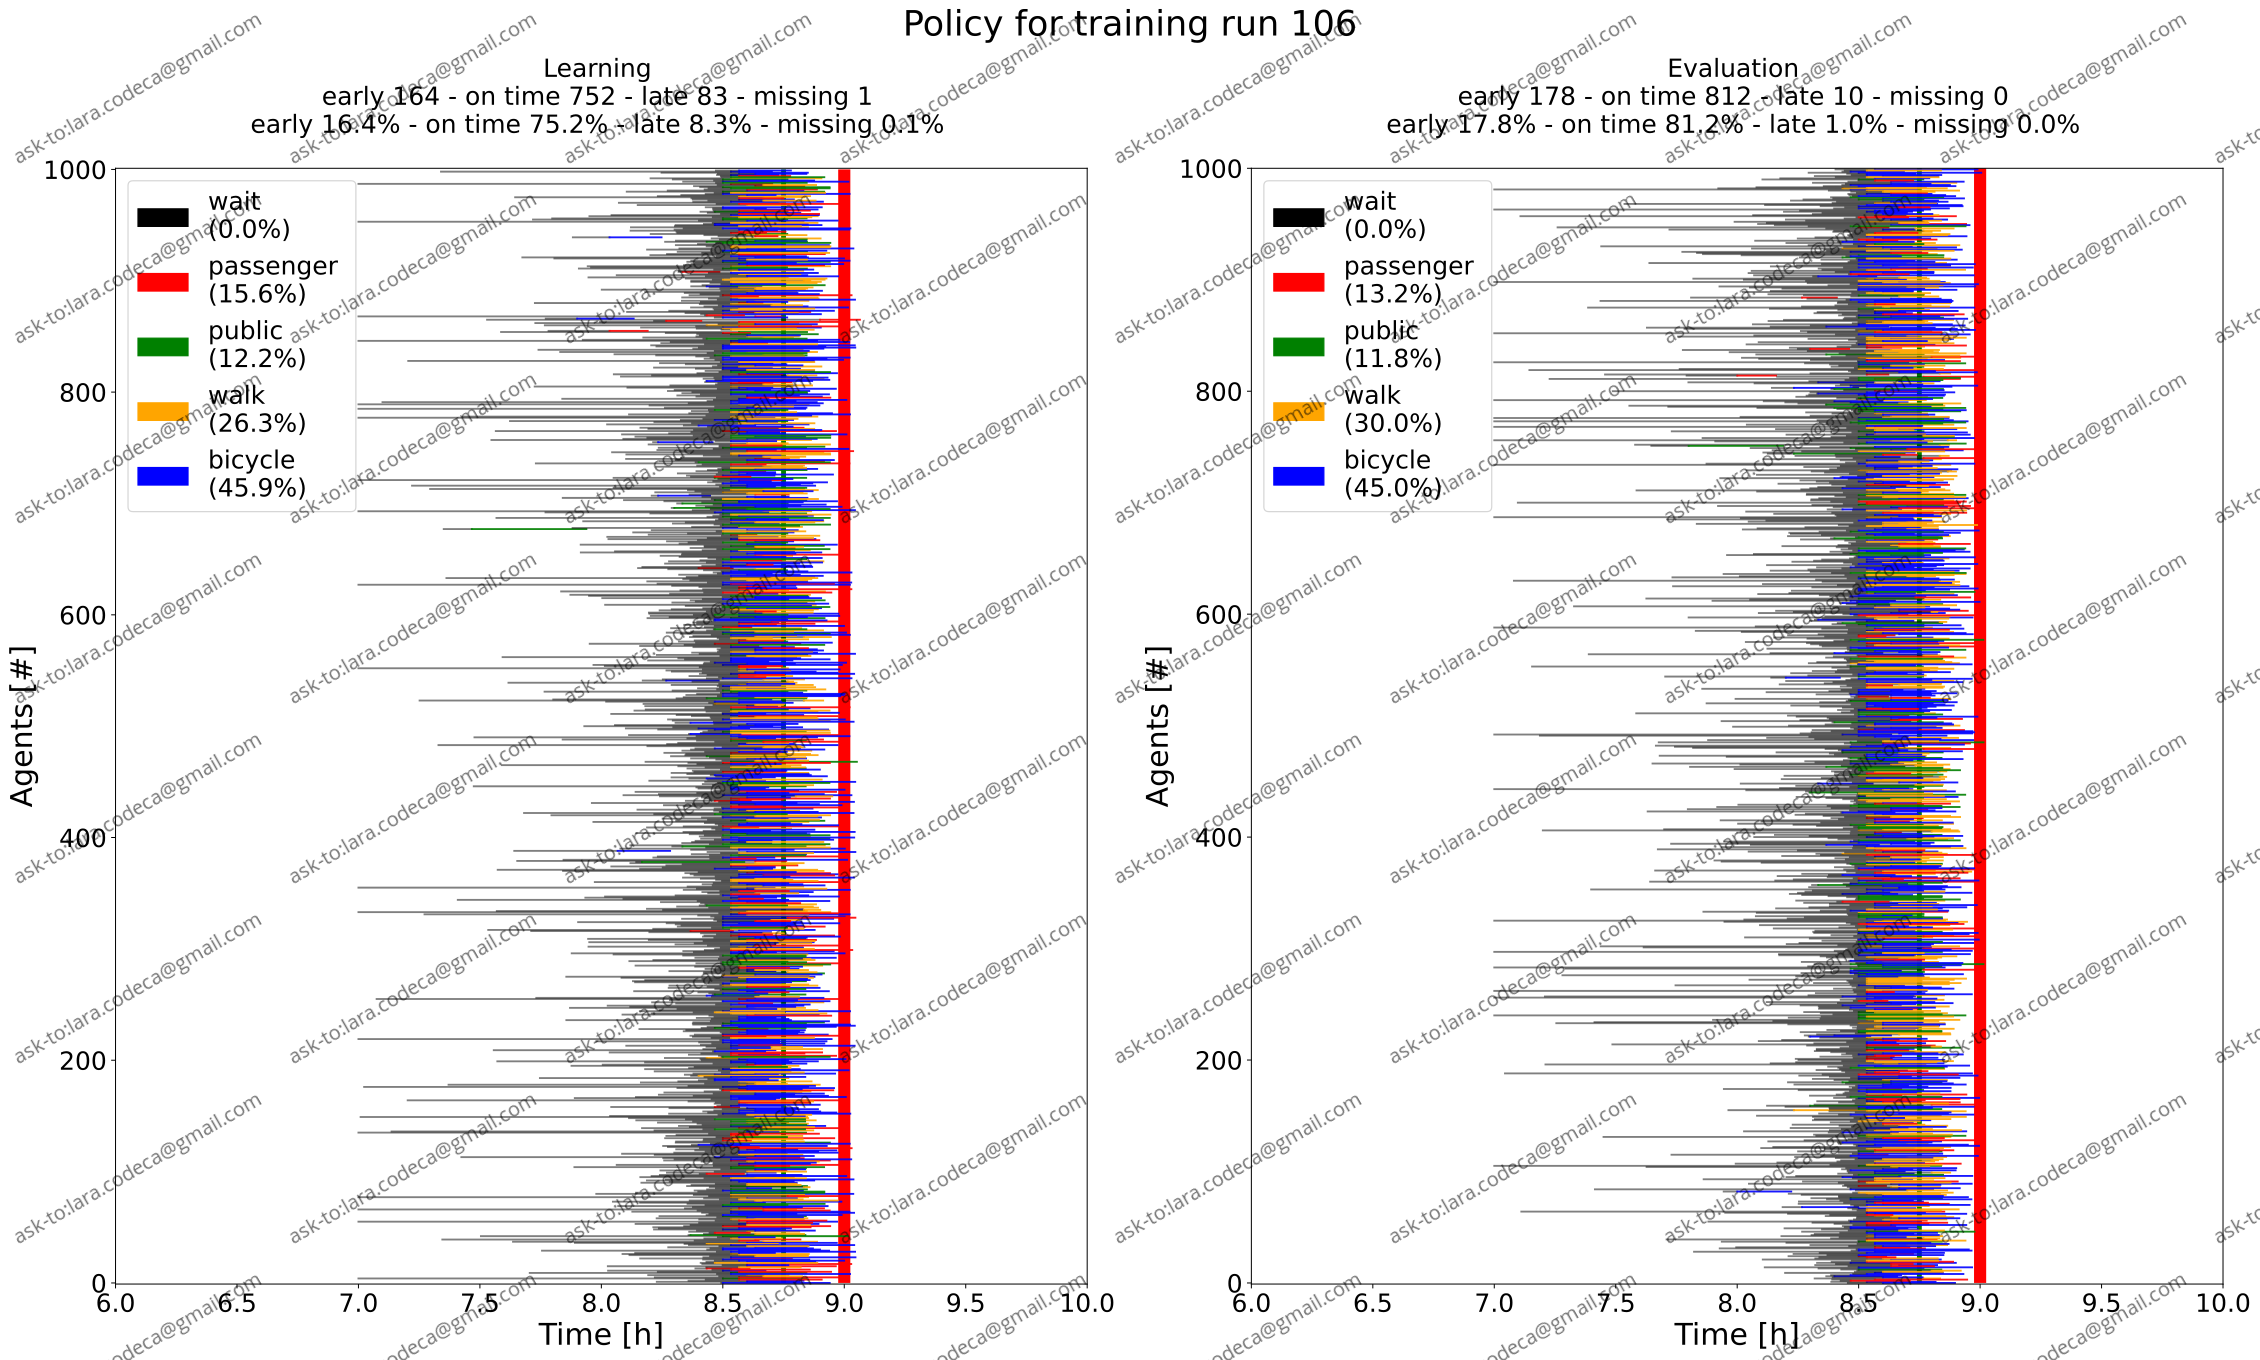 Policy for training run 106
Learning
early 164 - on time 752 - late 83 - missing 1
early 16.4% - on time 75.2% - late 8.3% - missing 0.1%
1000
800
600
400
200
0
Agents [#]
wait
(0.0%)
passenger
(15.6%)
public
(12.2%)
walk
(26.3%)
bicycle
(45.9%)
6.0 6.5 7.0 7.5 8.0 8.5 9.0 9.5 10.0
Time [h]
Evaluation
early 178 - on time 812 - late 10 - missing 0
early 17.8% - on time 81.2% - late 1.0% - missing 0.0%
1000
800
600
400
200
0
Agents [#]
wait
(0.0%)
passenger
(13.2%)
public
(11.8%)
walk
(30.0%)
bicycle
(45.0%)
6.0 6.5 7.0 7.5 8.0 8.5 9.0 9.5 10.0
Time [h]
ask-to:lara.codeca@gmail.com